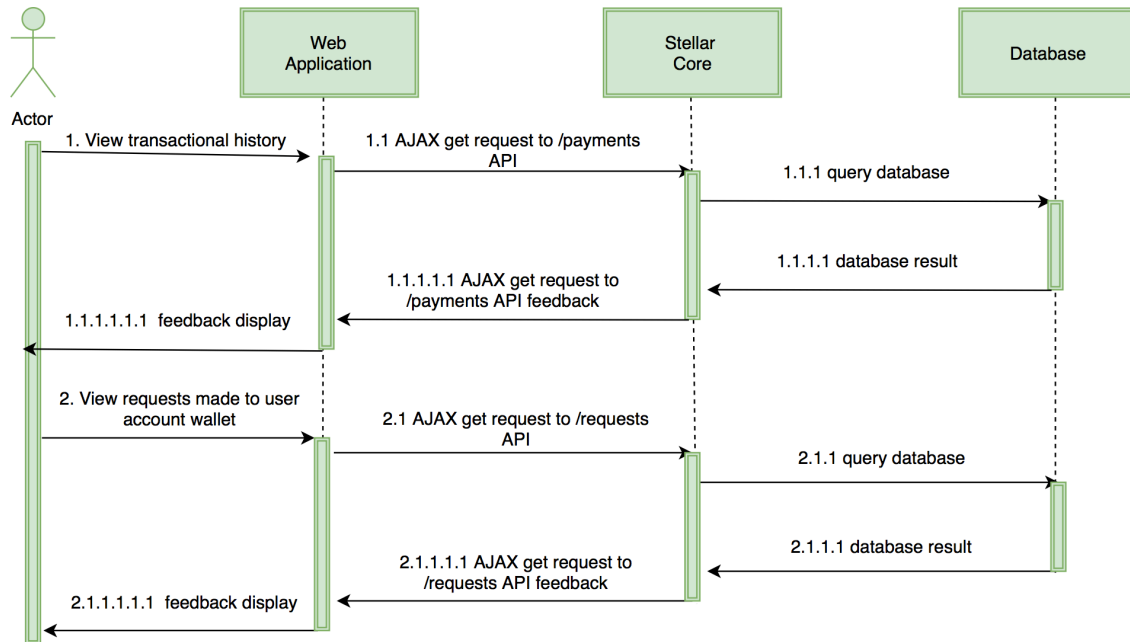 Web
Application
Stellar
Core
Database
Actor
1. View transactional history
1.1 AJAX get request to /payments
API
1.1.1 query database
1.1.1.1 database result
1.1.1.1.1 AJAX get request to
/payments API feedback
1.1.1.1.1.1 feedback display
2. View requests made to user
account wallet
2.1 AJAX get request to /requests
API
2.1.1 query database
2.1.1.1 database result
2.1.1.1.1 AJAX get request to
/requests API feedback
2.1.1.1.1.1 feedback display